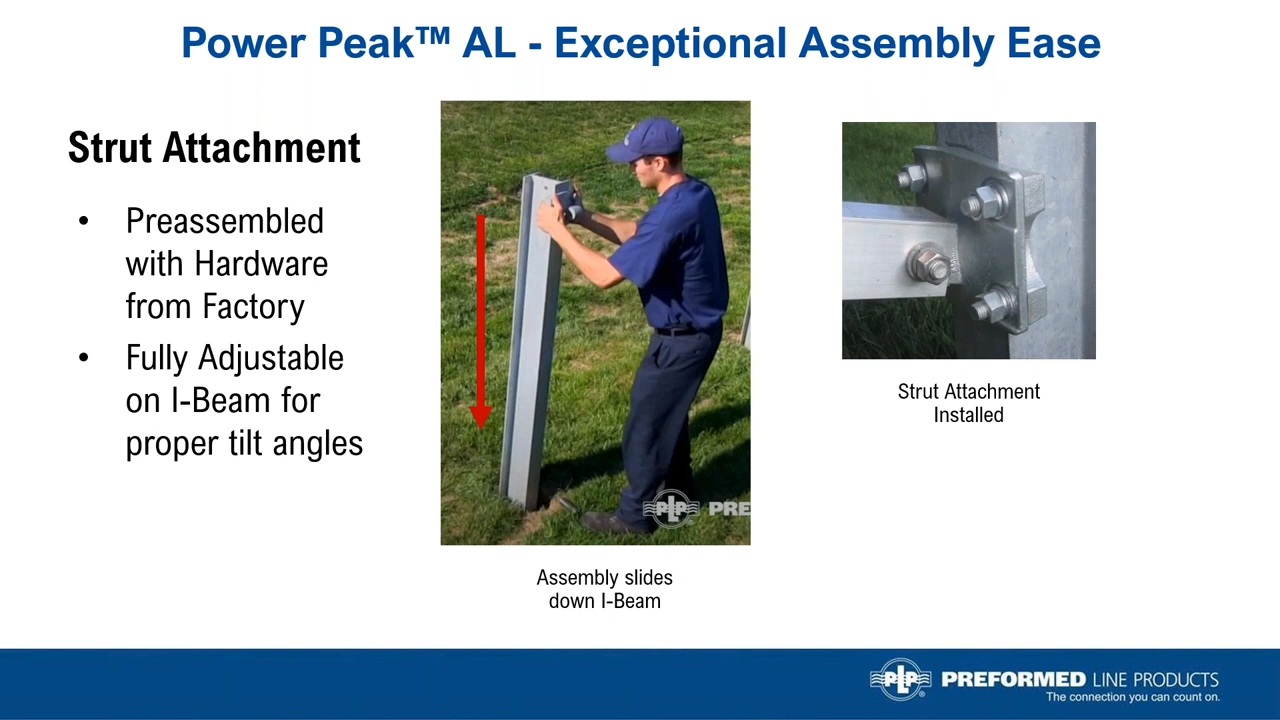 Power Peak™ AL - Exceptional Assembly Ease
Strut Attachment
• Preassembled
with Hardware
from Factory
• Fully Adjustable
on I-Beam for
proper tilt angles
PLP® PRE
Assembly slides
down I-Beam
Strut Attachment
Installed
PLP® PREFORMED LINE PRODUCTS
The connection you can count on.